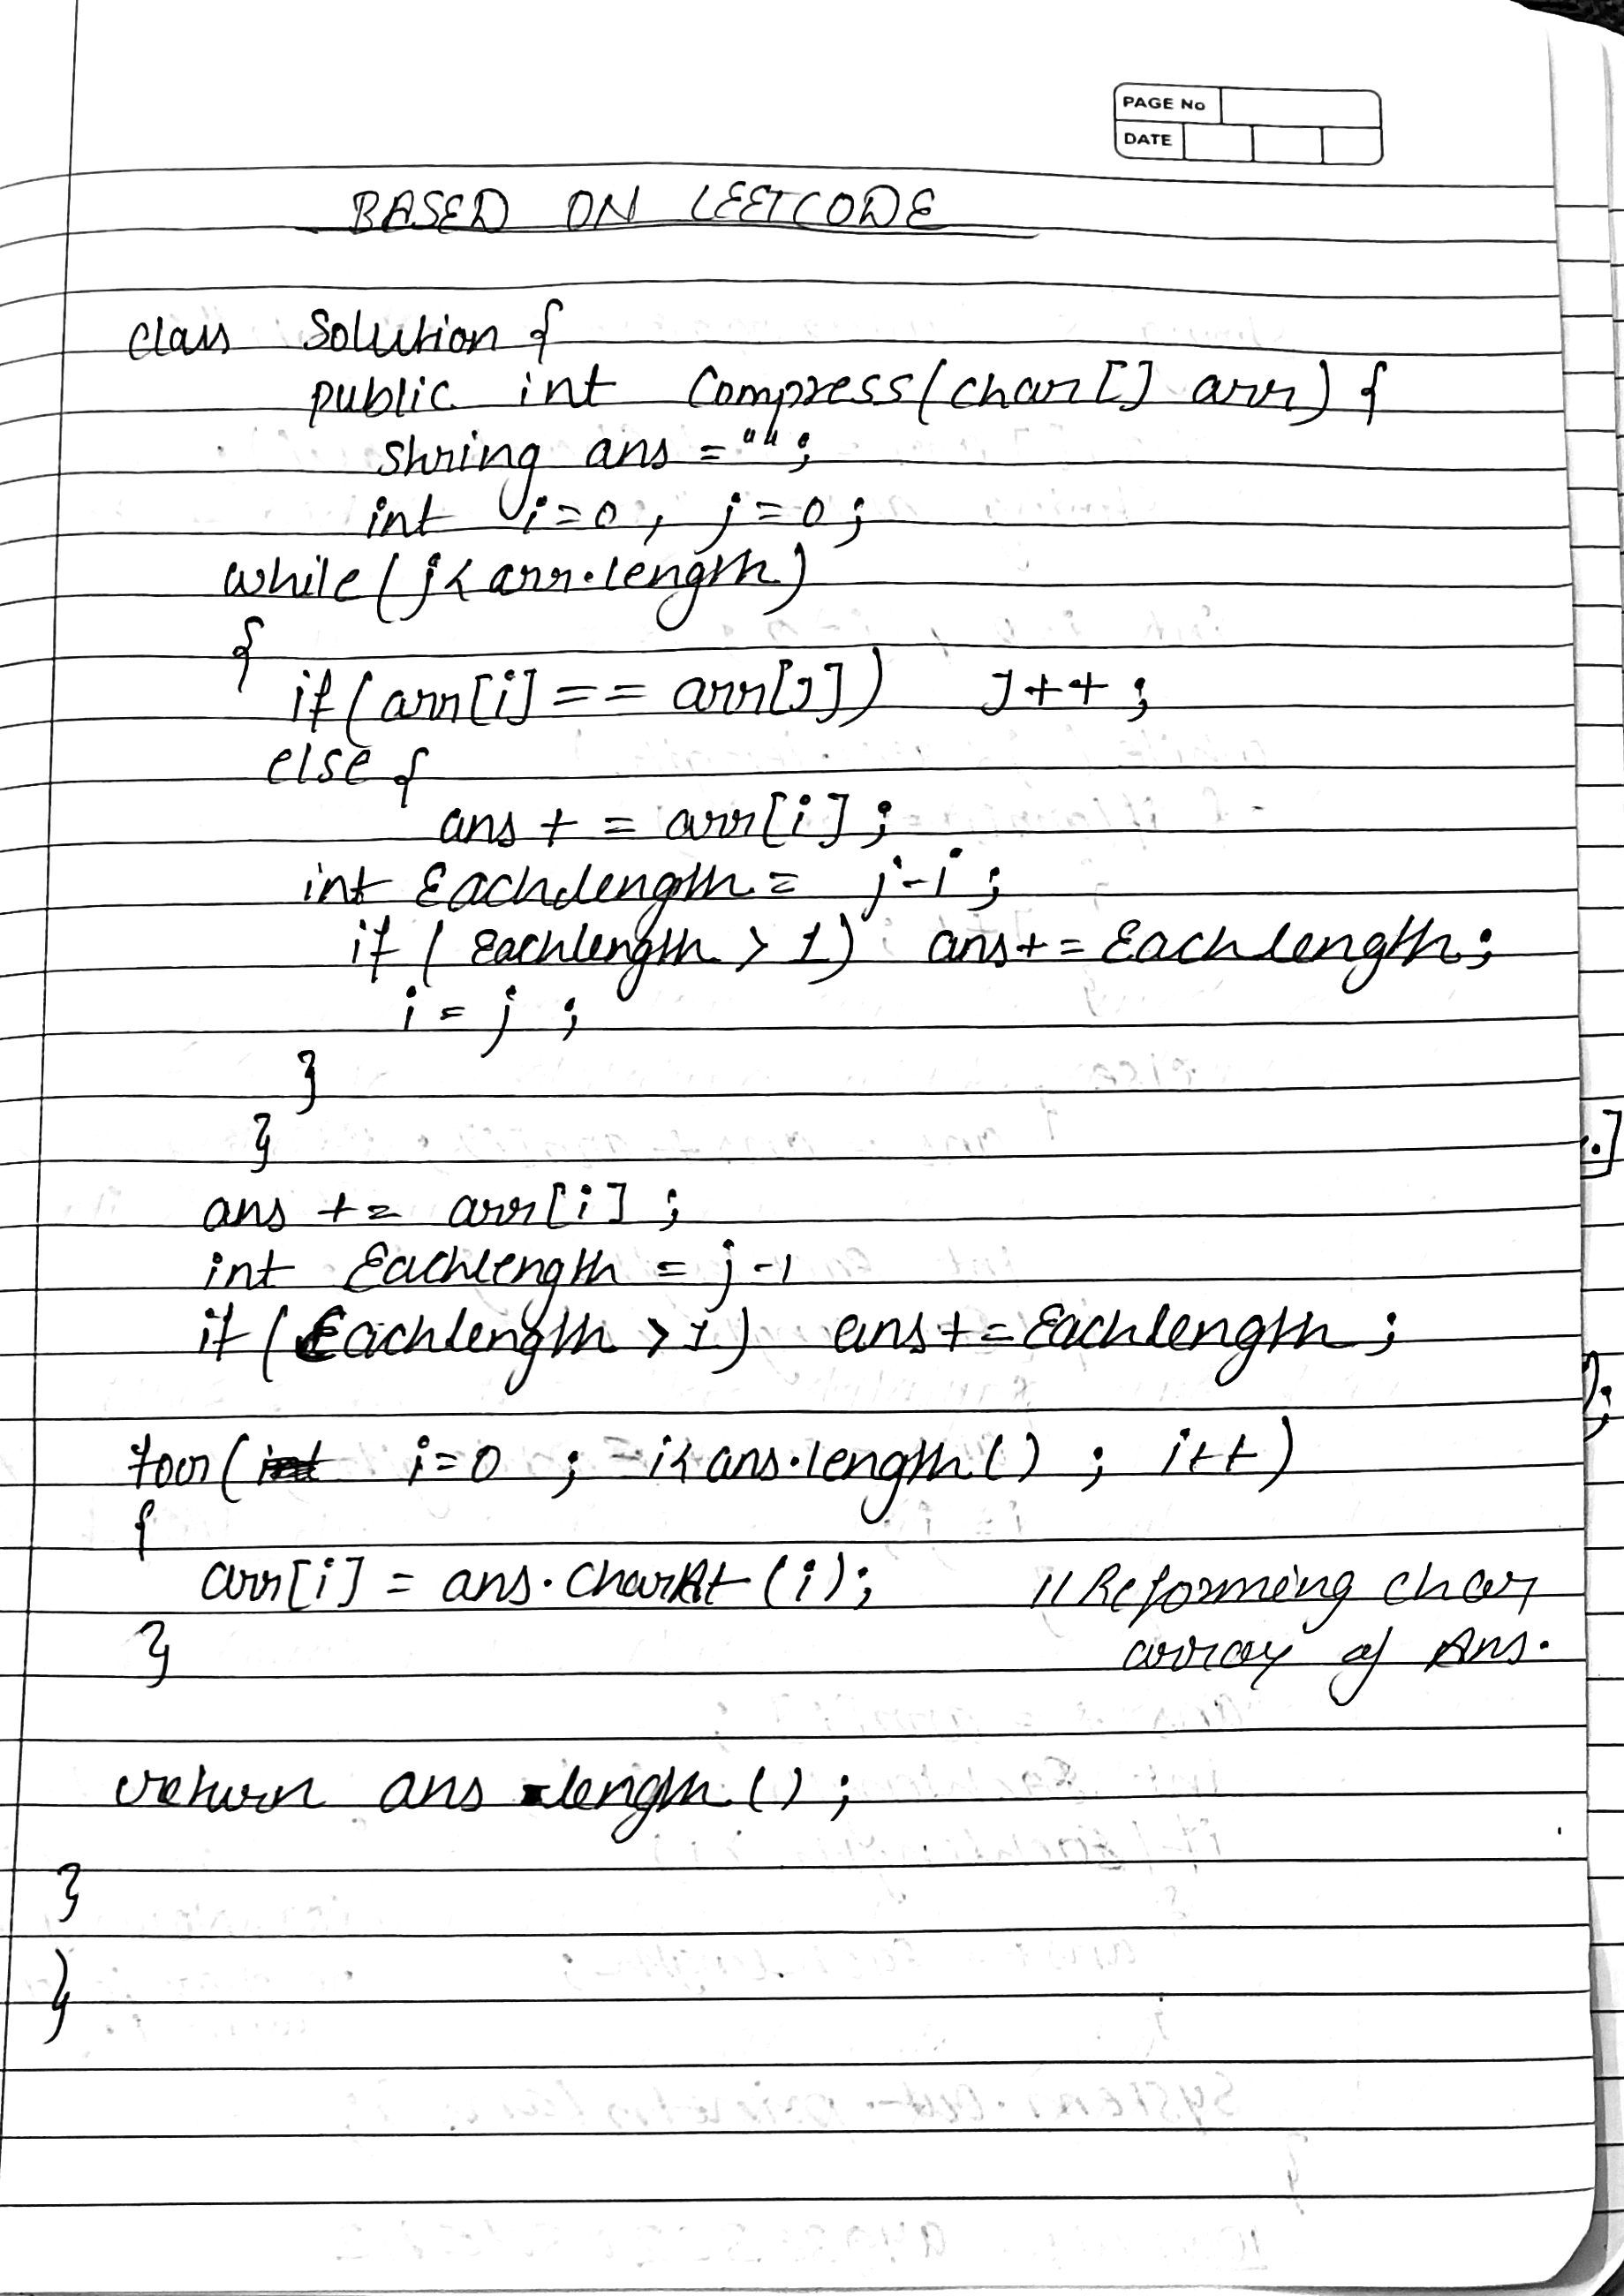 PAGE No
DATE
BASED ON LEETCODE
class Solution {
public int Compress(char[] arr) {
String ans = "";
int i=0, j=0;
while(j<arr.length)
{
if(arr[i] == arr[j]) J++;
else {
ans += arr[i];
int Eachlength = j-i;
if(Eachlength > 1) ans+= Eachlength;
i = j;
}
}
ans += arr[i];
int Eachlength = j-1
if(Eachlength >1) ans+=Eachlength;
for( i=0 ; i<ans.length() ; i++)
{
arr[i] = ans.charAt(i); //Reforming char
} array of Ans.
return ans.length();
}
}